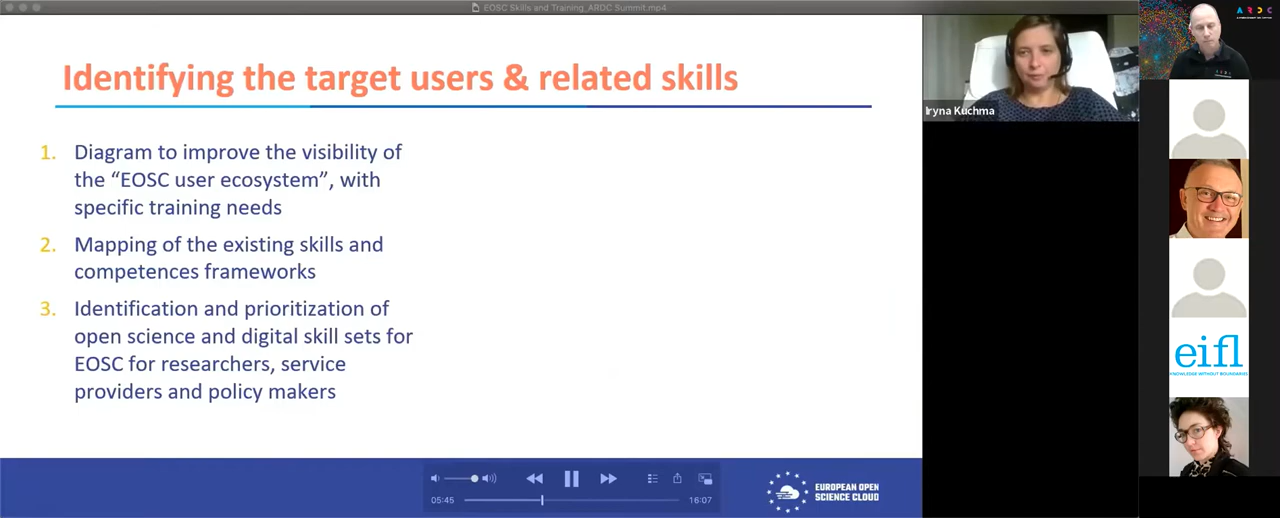 EOSC Skills and Training_ARDC Summit.mp4
Identifying the target users & related skills
1. Diagram to improve the visibility of
the “EOSC user ecosystem”, with
specific training needs
2. Mapping of the existing skills and
competences frameworks
3. Identification and prioritization of
open science and digital skill sets for
EOSC for researchers, service
providers and policy makers
05:45
16:07
EUROPEAN OPEN
SCIENCE CLOUD
Iryna Kuchma
ARDC
eifl
KNOWLEDGE WITHOUT BOUNDARIES